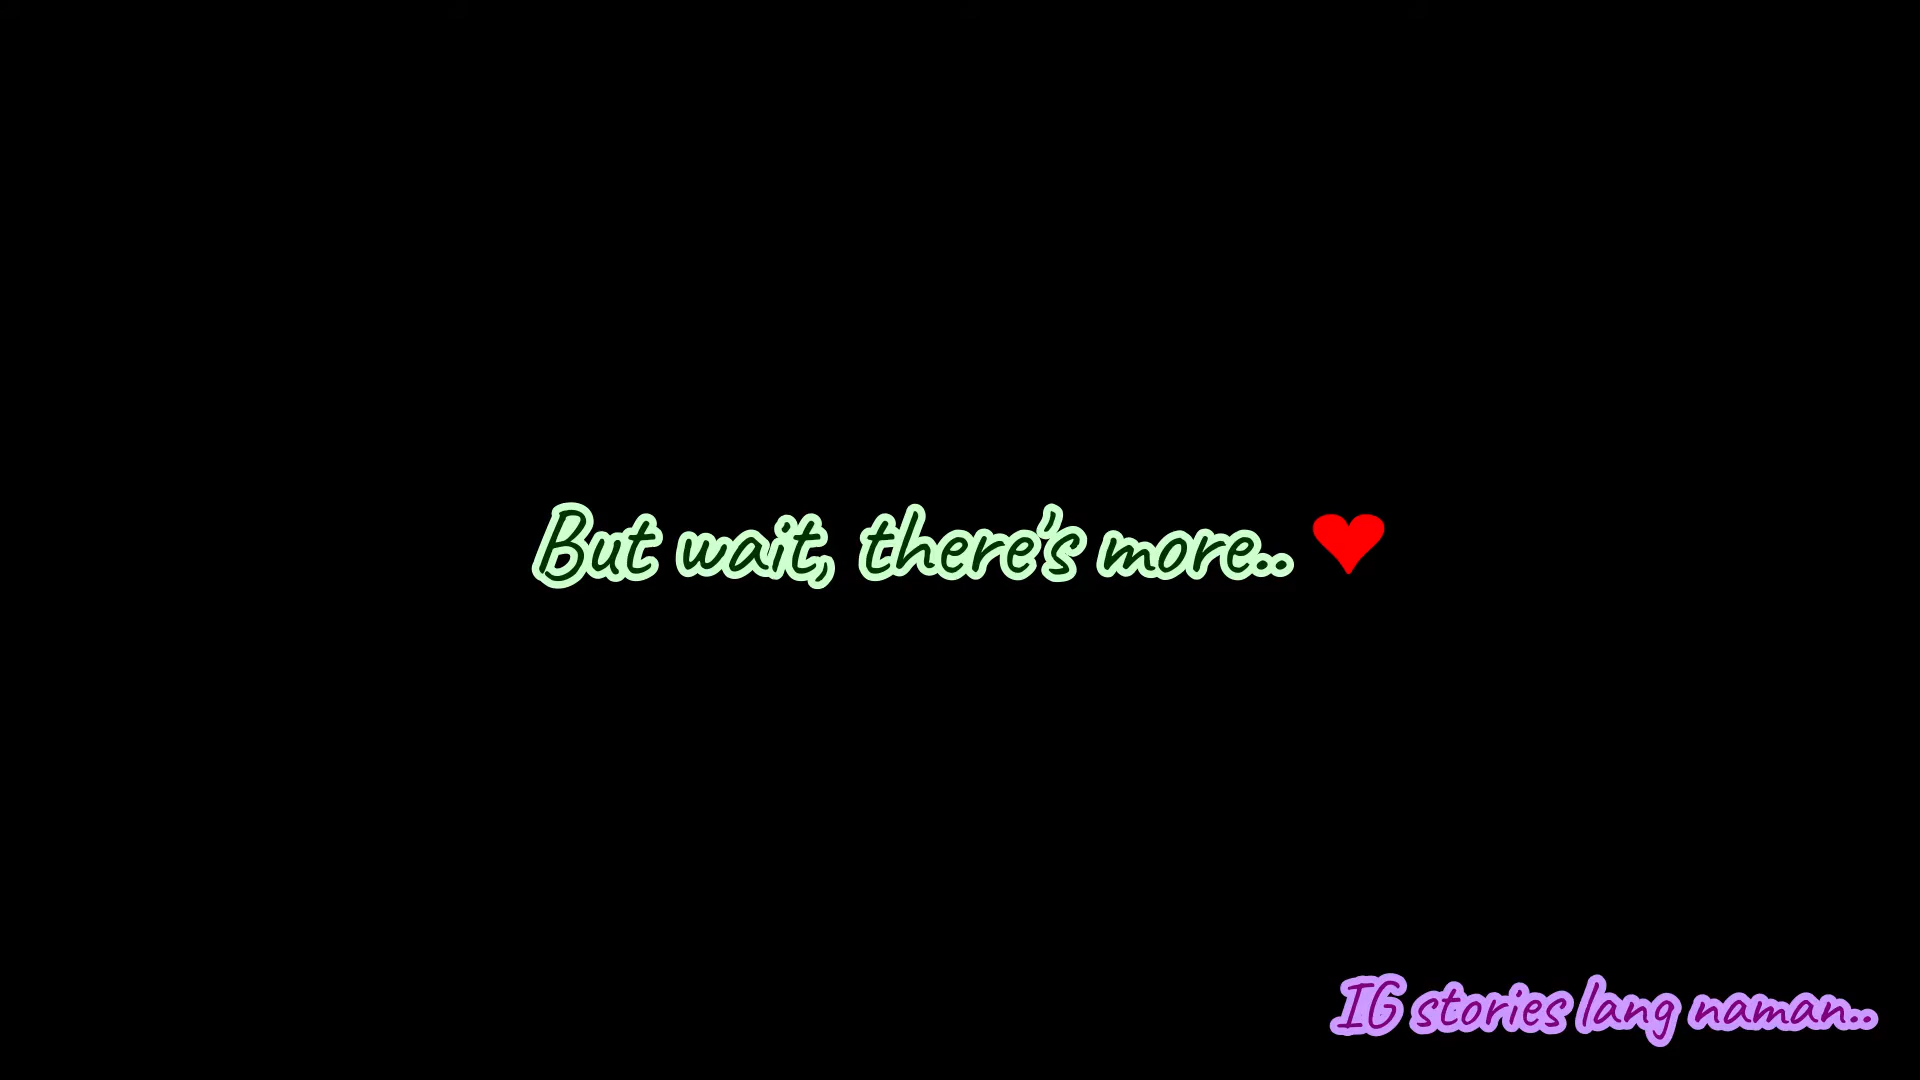 But wait, there's more.. ♥
IG stories lang naman..